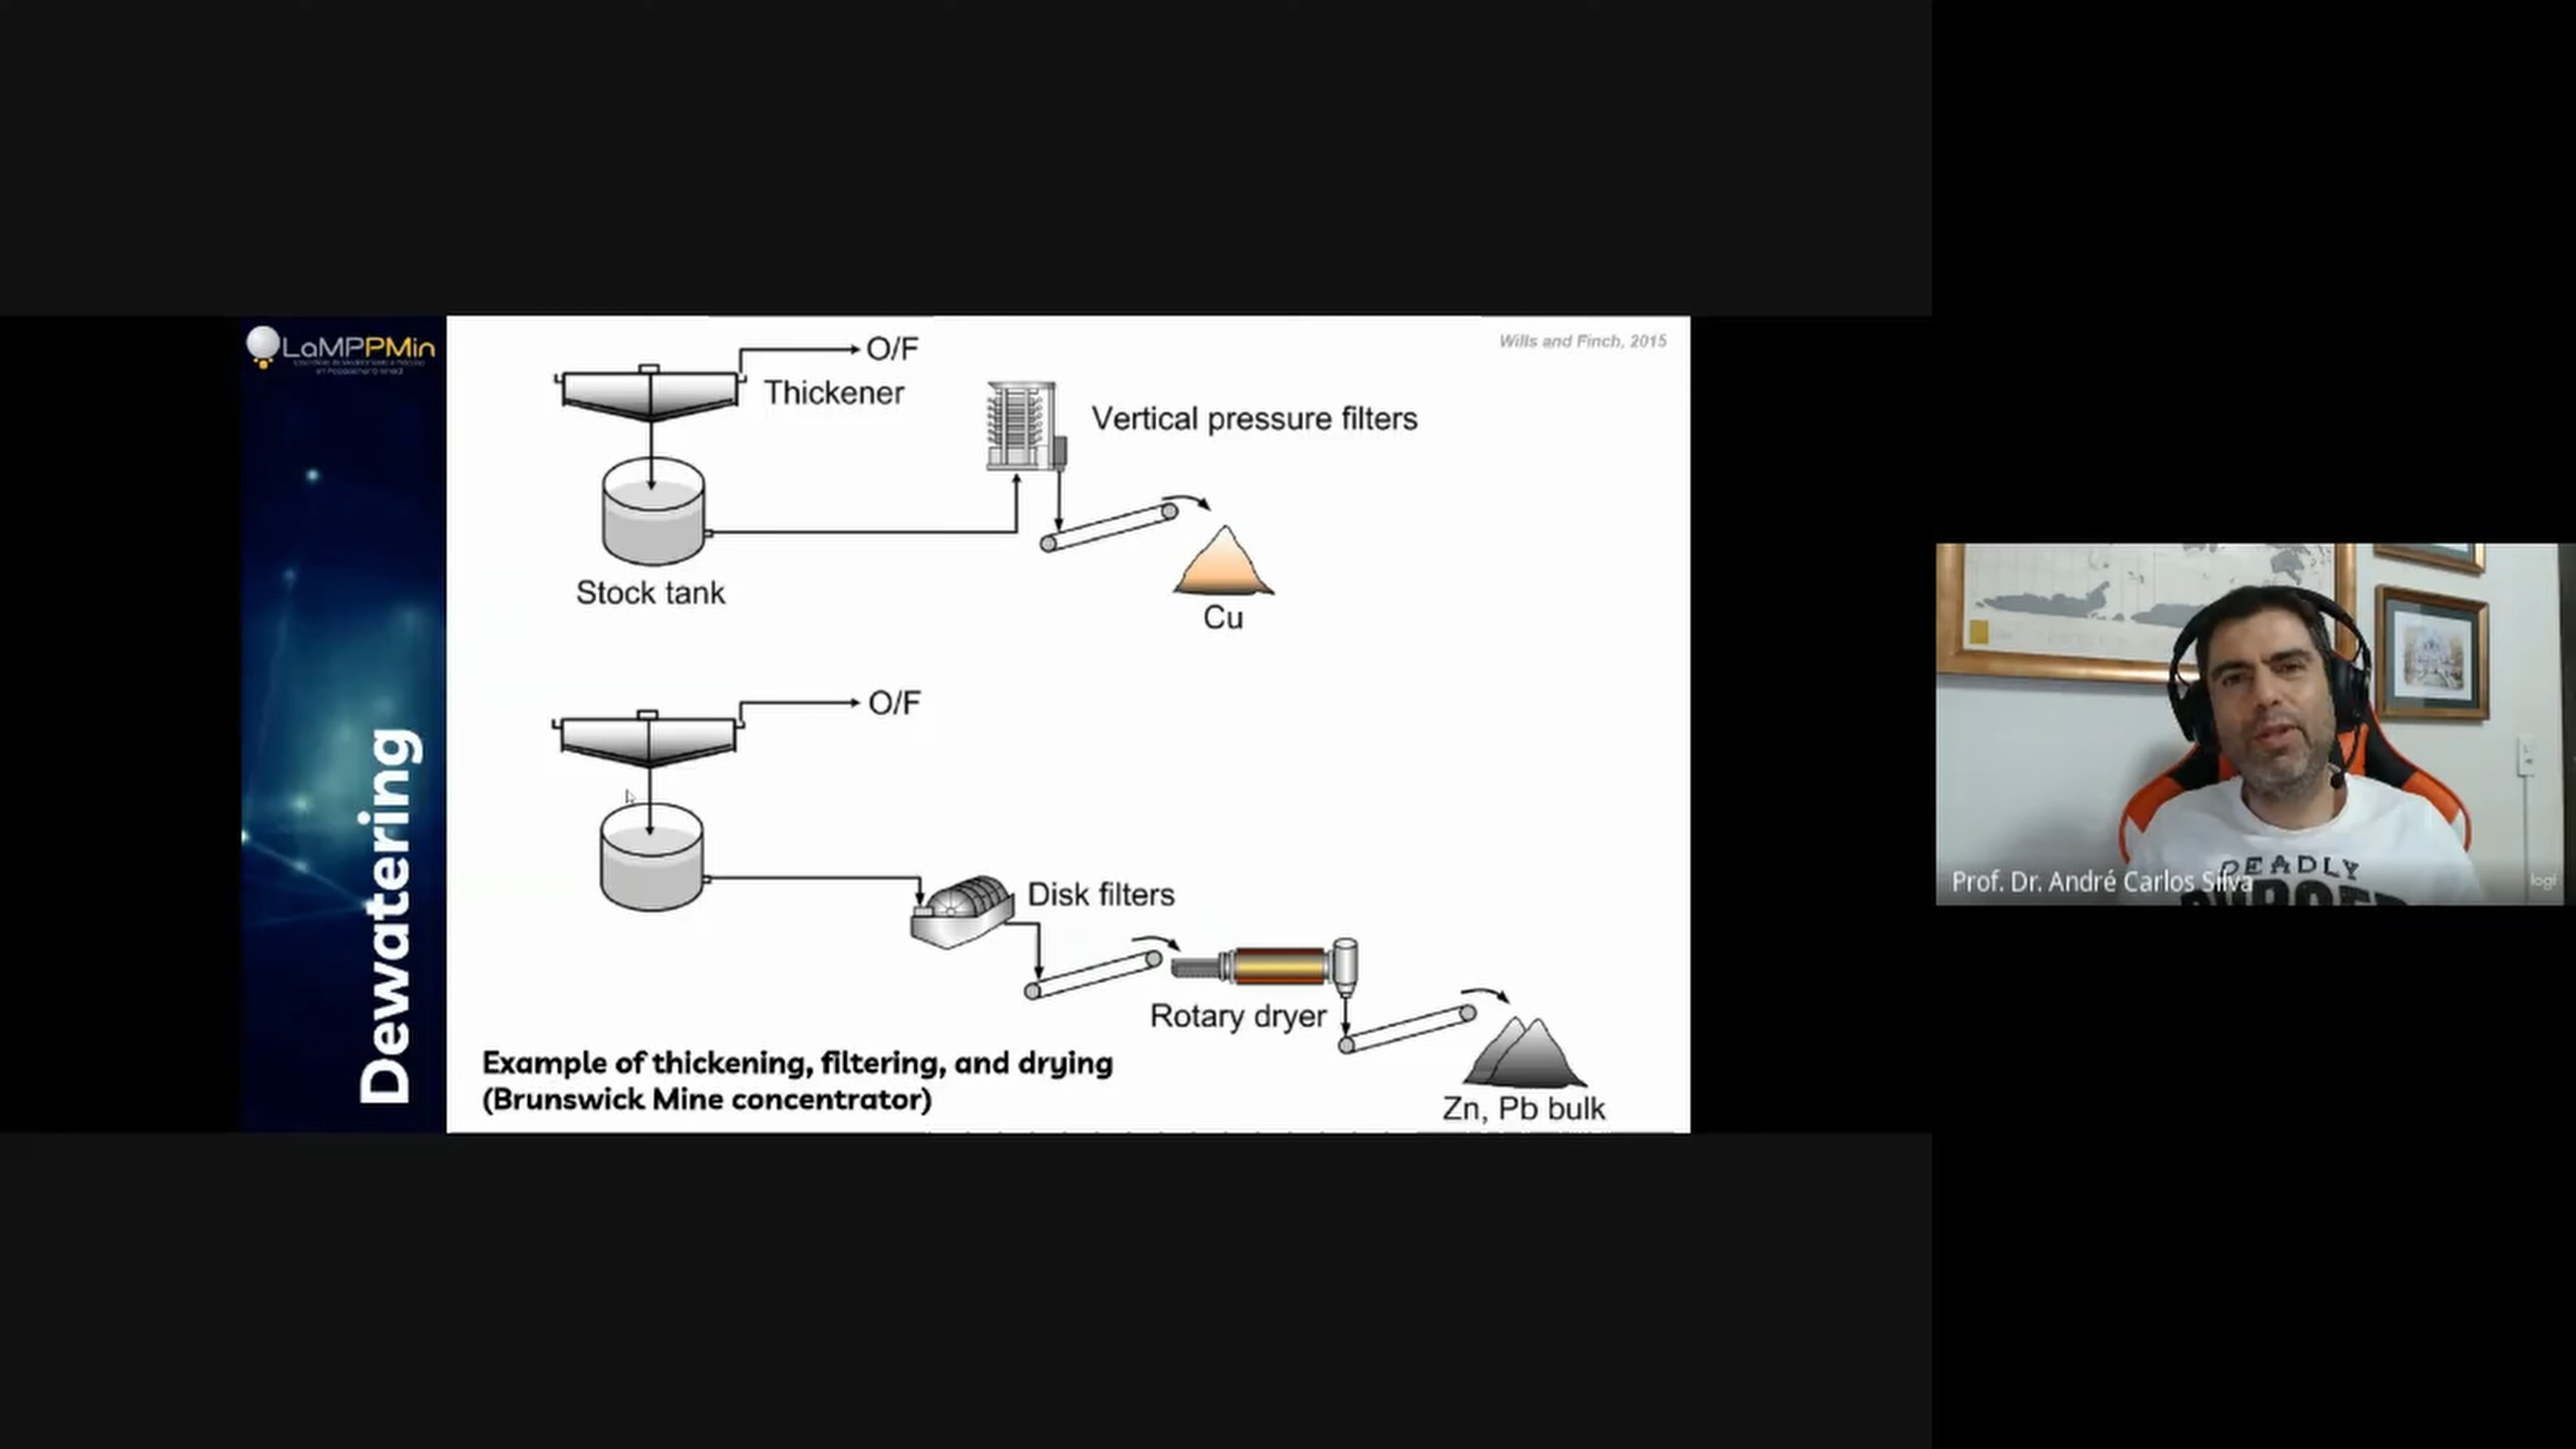 LaMPPMin
Dewatering
Wills and Finch, 2015
O/F
Thickener
Vertical pressure filters
Stock tank
Cu
O/F
Disk filters
Rotary dryer
Zn, Pb bulk
Example of thickening, filtering, and drying
(Brunswick Mine concentrator)
DEADLY
Prof. Dr. André Carlos Silva
logi